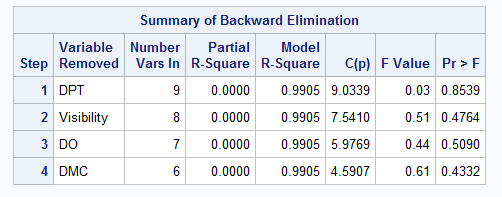 Summary of Backward Elimination
Step Variable Removed Number Vars In Partial R-Square Model R-Square C(p) F Value Pr > F
1 DPT 9 0.0000 0.9905 9.0339 0.03 0.8539
2 Visibility 8 0.0000 0.9905 7.5410 0.51 0.4764
3 DO 7 0.0000 0.9905 5.9769 0.44 0.5090
4 DMC 6 0.0000 0.9905 4.5907 0.61 0.4332